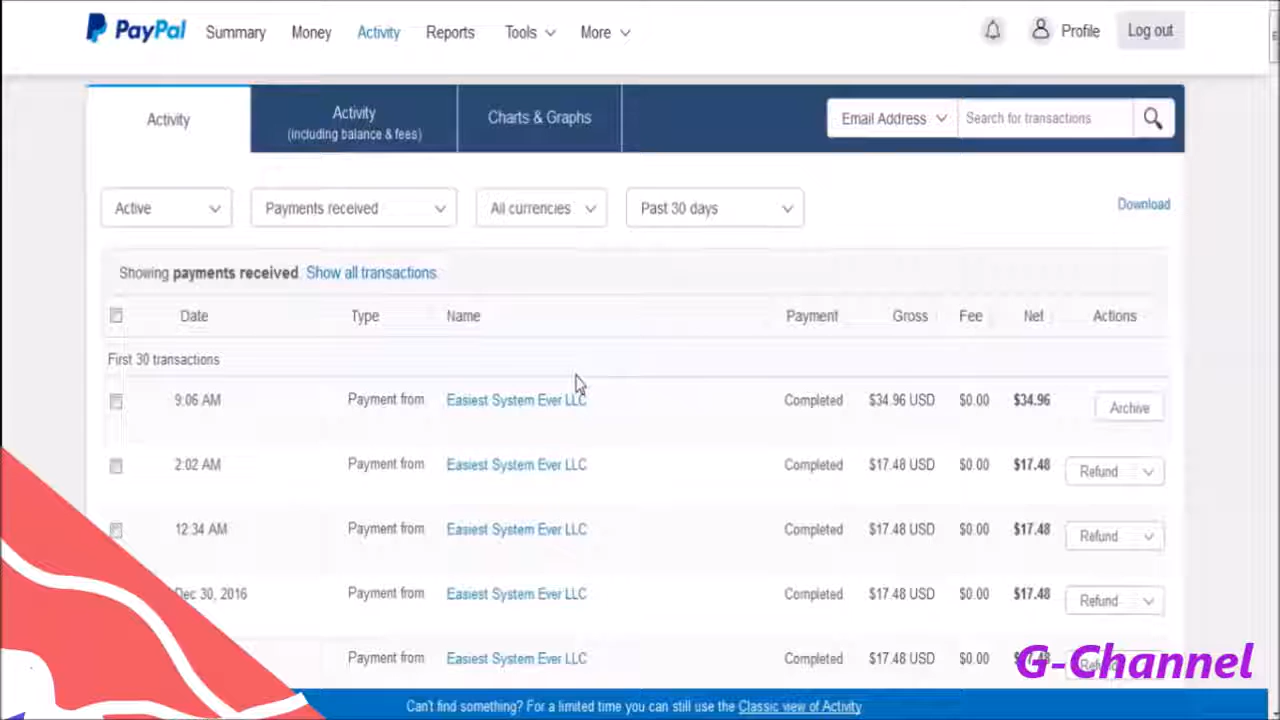 PayPal Summary Money Activity Reports Tools More Profile Log out
Activity Activity (including balance & fees) Charts & Graphs Email Address Search for transactions
Active Payments received All currencies Past 30 days Download
Showing payments received. Show all transactions
Date Type Name Payment Gross Fee Net Actions
First 30 transactions
9:06 AM Payment from Easiest System Ever LLC Completed $34.96 USD $0.00 $34.96 Archive
2:02 AM Payment from Easiest System Ever LLC Completed $17.48 USD $0.00 $17.48 Refund
12:34 AM Payment from Easiest System Ever LLC Completed $17.48 USD $0.00 $17.48 Refund
Dec 30, 2016 Payment from Easiest System Ever LLC Completed $17.48 USD $0.00 $17.48 Refund
Payment from Easiest System Ever LLC Completed $17.48 USD $0.00
G-Channel
Can't find something? For a limited time you can still use the Classic view of Activity